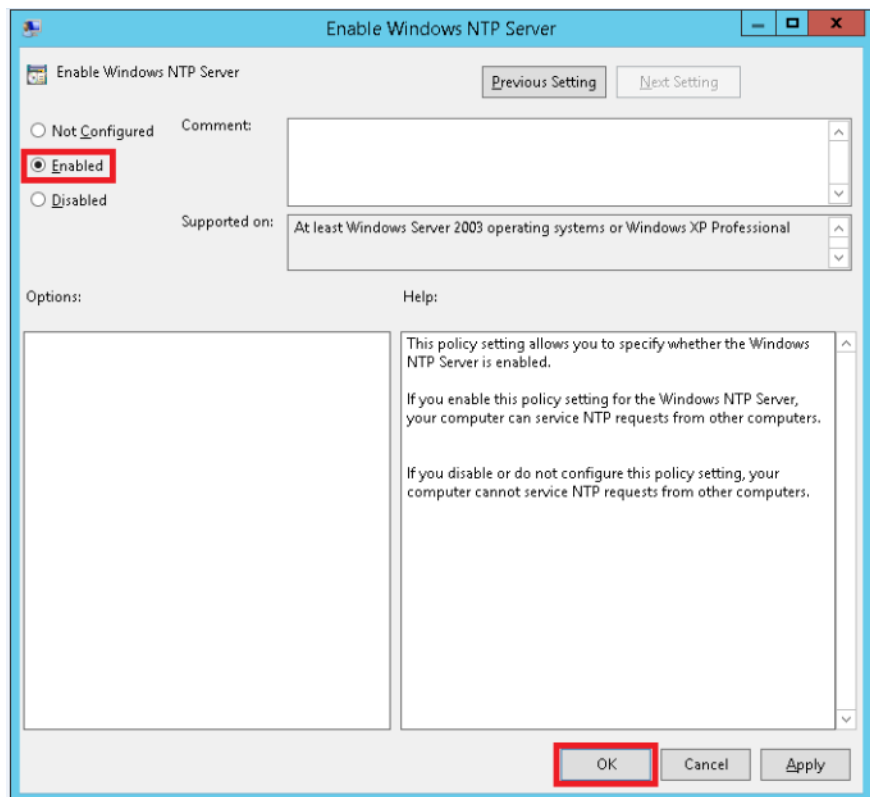 Enable Windows NTP Server
Enable Windows NTP Server
Previous Setting
Next Setting
Not Configured
Comment:
Enabled
Disabled
Supported on:
At least Windows Server 2003 operating systems or Windows XP Professional
Options:
Help:
This policy setting allows you to specify whether the Windows
NTP Server is enabled.
If you enable this policy setting for the Windows NTP Server,
your computer can service NTP requests from other computers.
If you disable or do not configure this policy setting, your
computer cannot service NTP requests from other computers.
OK
Cancel
Apply